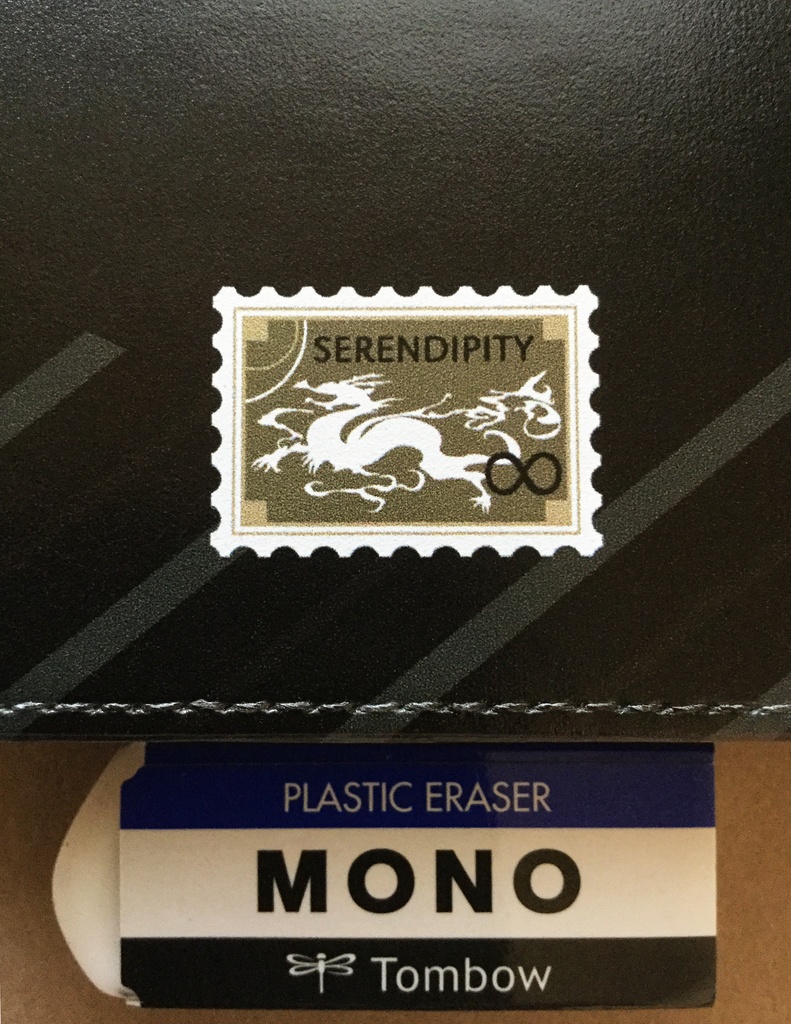 SERENDIPITY
∞
PLASTIC ERASER
MONO
Tombow